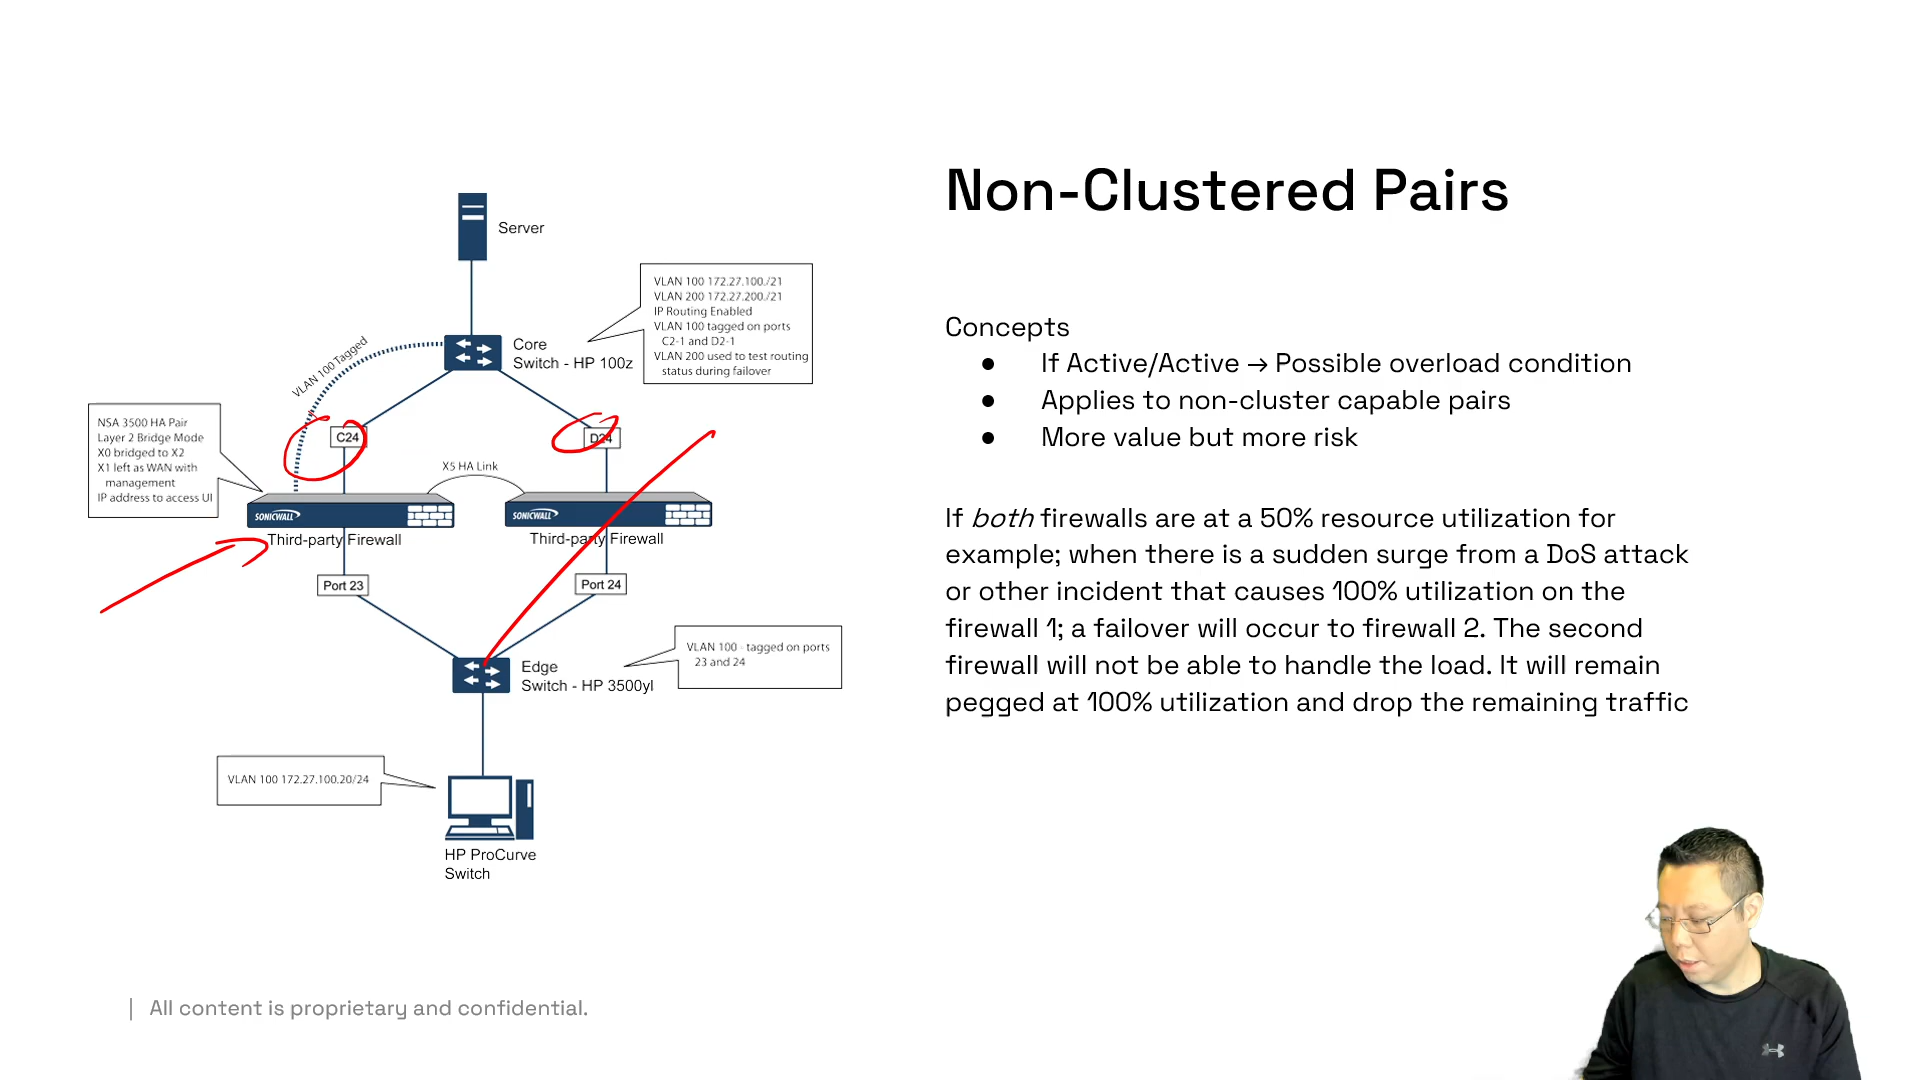 Non-Clustered Pairs
Concepts
● If Active/Active → Possible overload condition
● Applies to non-cluster capable pairs
● More value but more risk
If both firewalls are at a 50% resource utilization for
example; when there is a sudden surge from a DoS attack
or other incident that causes 100% utilization on the
firewall 1; a failover will occur to firewall 2. The second
firewall will not be able to handle the load. It will remain
pegged at 100% utilization and drop the remaining traffic
Server
VLAN 100 172.27.100./21
VLAN 200 172.27.200./21
IP Routing Enabled
VLAN 100 tagged on ports
C2-1 and D2-1
VLAN 200 used to test routing
status during failover
Core
Switch - HP 100z
VLAN 100 Tagged
NSA 3500 HA Pair
Layer 2 Bridge Mode
X0 bridged to X2
X1 left as WAN with
management
IP address to access UI
C24
D24
X5 HA Link
SONICWALL
SONICWALL
Third-party Firewall
Third-party Firewall
Port 23
Port 24
Edge
Switch - HP 3500yl
VLAN 100 - tagged on ports
23 and 24
VLAN 100 172.27.100.20/24
HP ProCurve
Switch
| All content is proprietary and confidential.